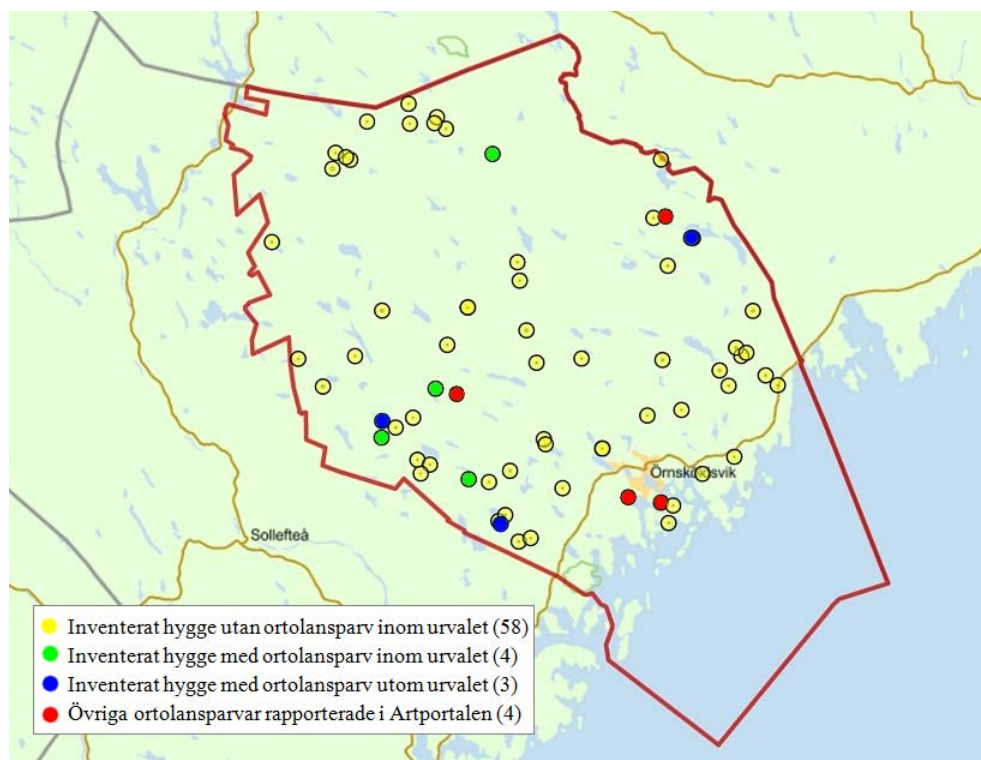 Örnsköldsvik
Sollefteå
Inventerat hygge utan ortolansparv inom urvalet (58)
Inventerat hygge med ortolansparv inom urvalet (4)
Inventerat hygge med ortolansparv utom urvalet (3)
Övriga ortolansparvar rapporterade i Artportalen (4)